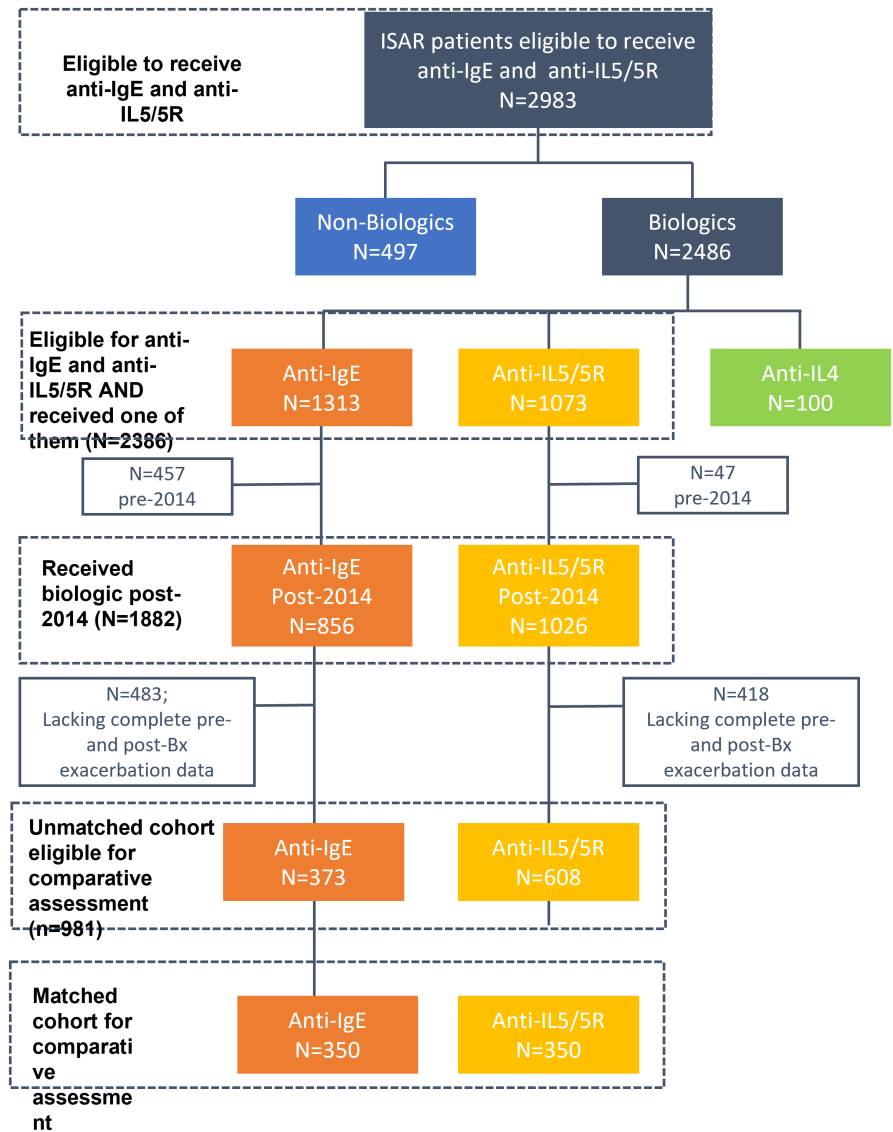 Eligible to receive
anti-IgE and anti-
IL5/5R
ISAR patients eligible to receive
anti-IgE and anti-IL5/5R
N=2983
Non-Biologics
N=497
Biologics
N=2486
Eligible for anti-
IgE and anti-
IL5/5R AND
received one of
them (N=2386)
Anti-IgE
N=1313
Anti-IL5/5R
N=1073
Anti-IL4
N=100
N=457
pre-2014
N=47
pre-2014
Received
biologic post-
2014 (N=1882)
Anti-IgE
Post-2014
N=856
Anti-IL5/5R
Post-2014
N=1026
N=483;
Lacking complete pre-
and post-Bx
exacerbation data
N=418
Lacking complete pre-
and post-Bx
exacerbation data
Unmatched cohort
eligible for
comparative
assessment
(n=981)
Anti-IgE
N=373
Anti-IL5/5R
N=608
Matched
cohort for
comparati
ve
assessme
nt
Anti-IgE
N=350
Anti-IL5/5R
N=350